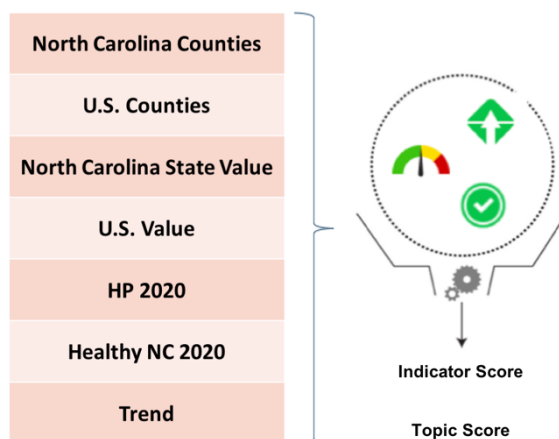 North Carolina Counties
U.S. Counties
North Carolina State Value
U.S. Value
HP 2020
Healthy NC 2020
Trend
Indicator Score
Topic Score